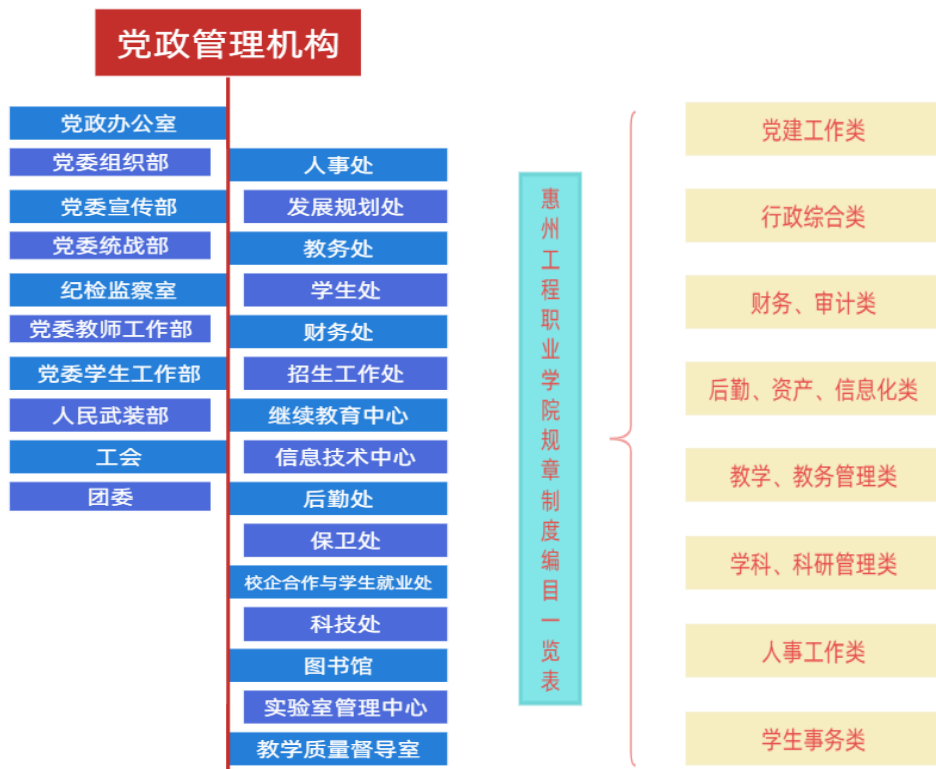 党政管理机构
党政办公室
党委组织部
党委宣传部
党委统战部
纪检监察室
党委教师工作部
党委学生工作部
人民武装部
工会
团委
人事处
发展规划处
教务处
学生处
财务处
招生工作处
继续教育中心
信息技术中心
后勤处
保卫处
校企合作与学生就业处
科技处
图书馆
实验室管理中心
教学质量督导室
惠州工程职业学院规章制度编目一览表
党建工作类
行政综合类
财务、审计类
后勤、资产、信息化类
教学、教务管理类
学科、科研管理类
人事工作类
学生事务类